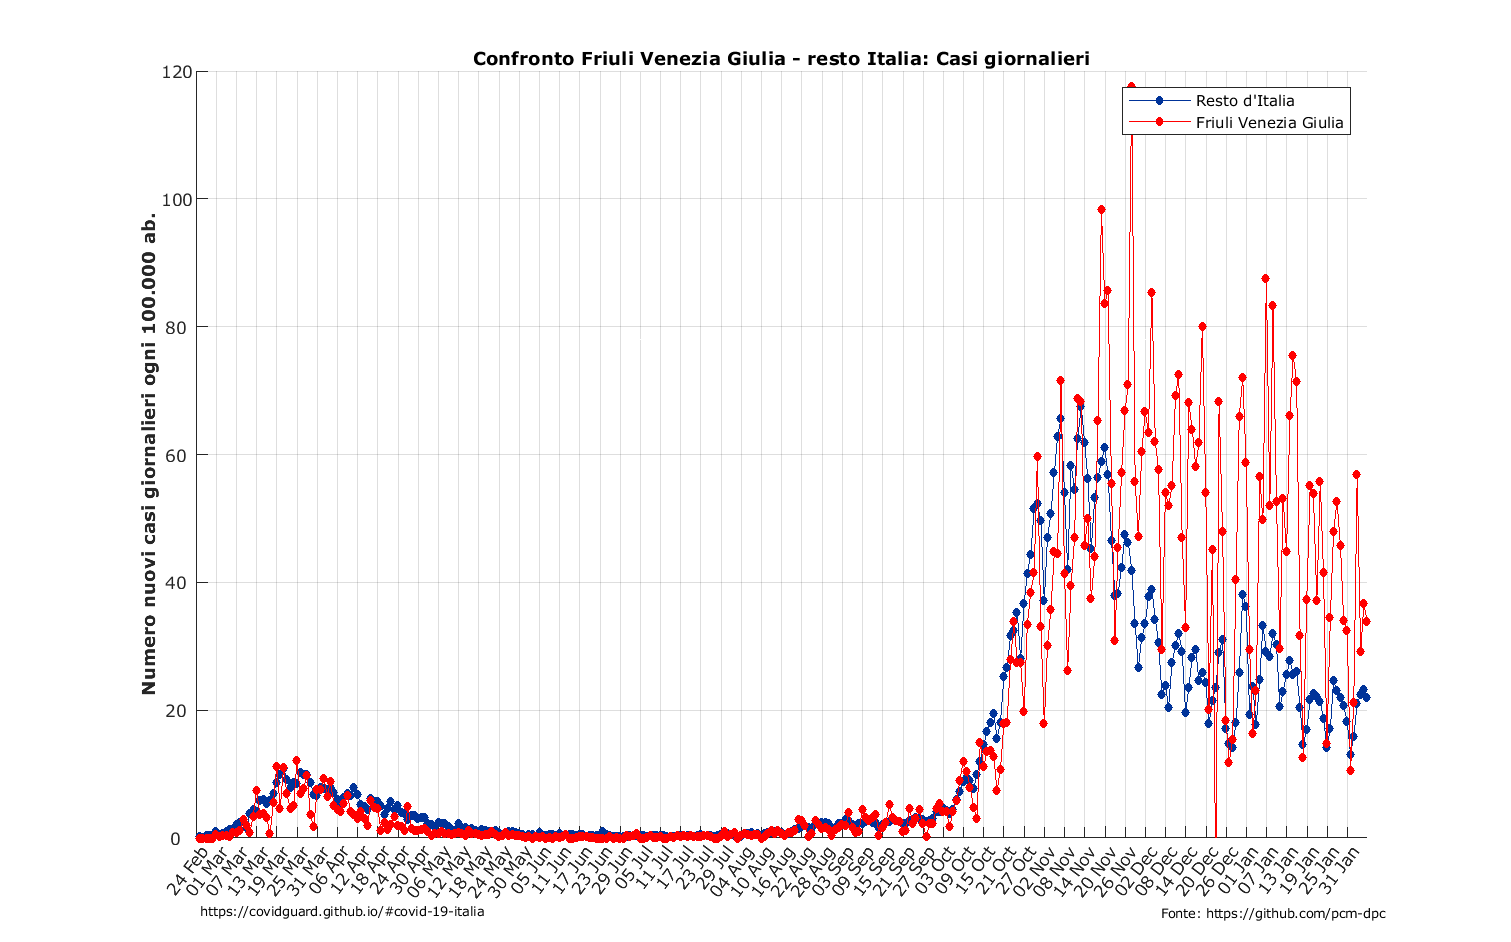 Confronto Friuli Venezia Giulia - resto Italia: Casi giornalieri
Numero nuovi casi giornalieri ogni 100.000 ab.
120
100
80
60
40
20
0
Resto d'Italia
Friuli Venezia Giulia
24 Feb
01 Mar
07 Mar
13 Mar
19 Mar
25 Mar
31 Mar
06 Apr
12 Apr
18 Apr
24 Apr
30 Apr
06 May
12 May
18 May
24 May
30 May
05 Jun
11 Jun
17 Jun
23 Jun
29 Jun
05 Jul
11 Jul
17 Jul
23 Jul
29 Jul
04 Aug
10 Aug
16 Aug
22 Aug
28 Aug
03 Sep
09 Sep
15 Sep
21 Sep
27 Sep
03 Oct
09 Oct
15 Oct
21 Oct
27 Oct
02 Nov
08 Nov
14 Nov
20 Nov
26 Nov
02 Dec
08 Dec
14 Dec
20 Dec
26 Dec
01 Jan
07 Jan
13 Jan
19 Jan
25 Jan
31 Jan
https://covidguard.github.io/#covid-19-italia
Fonte: https://github.com/pcm-dpc